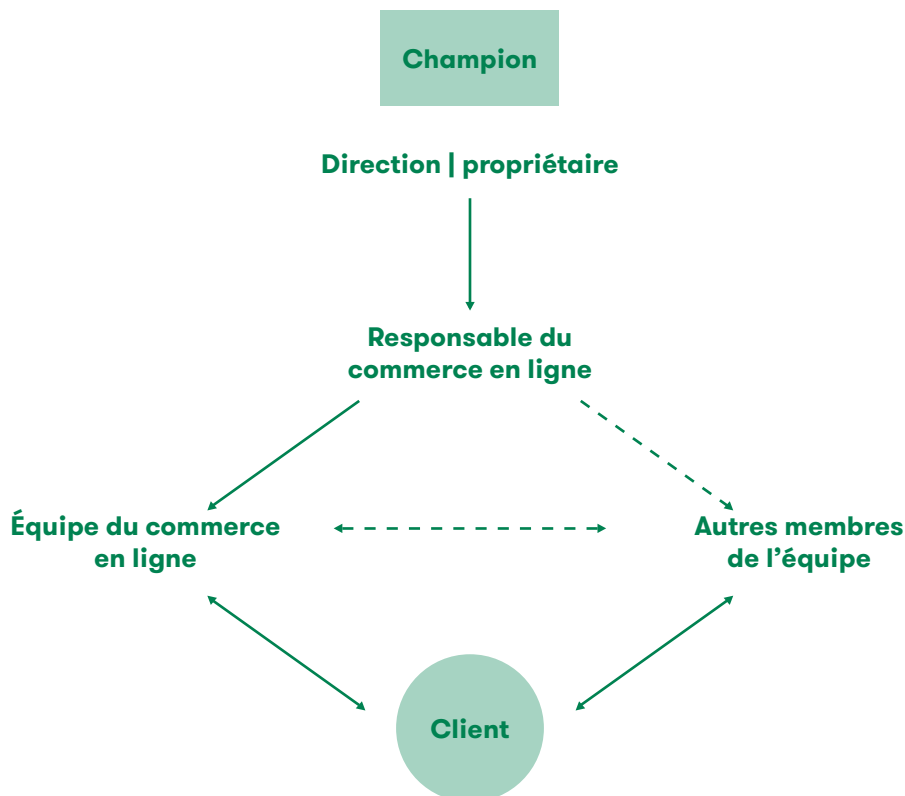 Champion
Direction | propriétaire
Responsable du
commerce en ligne
Équipe du commerce
en ligne
Autres membres
de l’équipe
Client